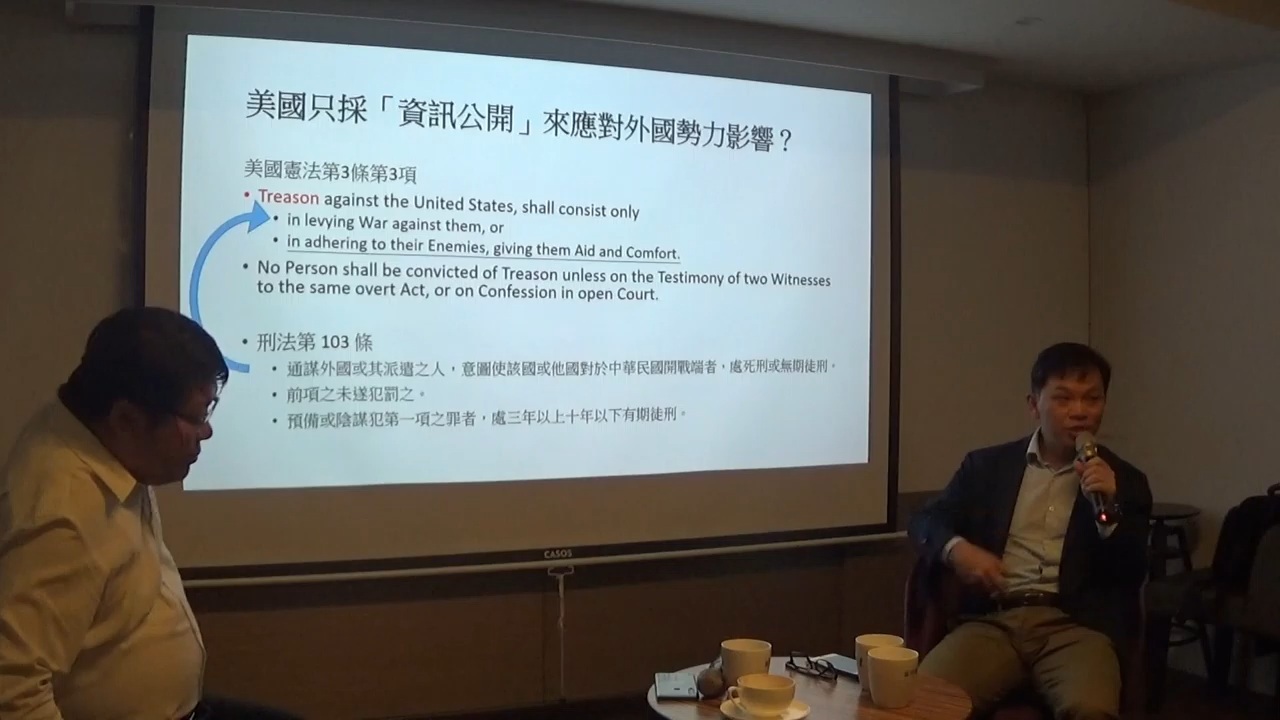 美國只採「資訊公開」來應對外國勢力影響？
美國憲法第3條第3項
• Treason against the United States, shall consist only
• in levying War against them, or
• in adhering to their Enemies, giving them Aid and Comfort.
• No Person shall be convicted of Treason unless on the Testimony of two Witnesses
to the same overt Act, or on Confession in open Court.
• 刑法第 103 條
• 通謀外國或其派遣之人，意圖使該國或他國對於中華民國開戰端者，處死刑或無期徒刑。
• 前項之未遂犯罰之。
• 預備或陰謀犯第一項之罪者，處三年以上十年以下有期徒刑。
CASOS